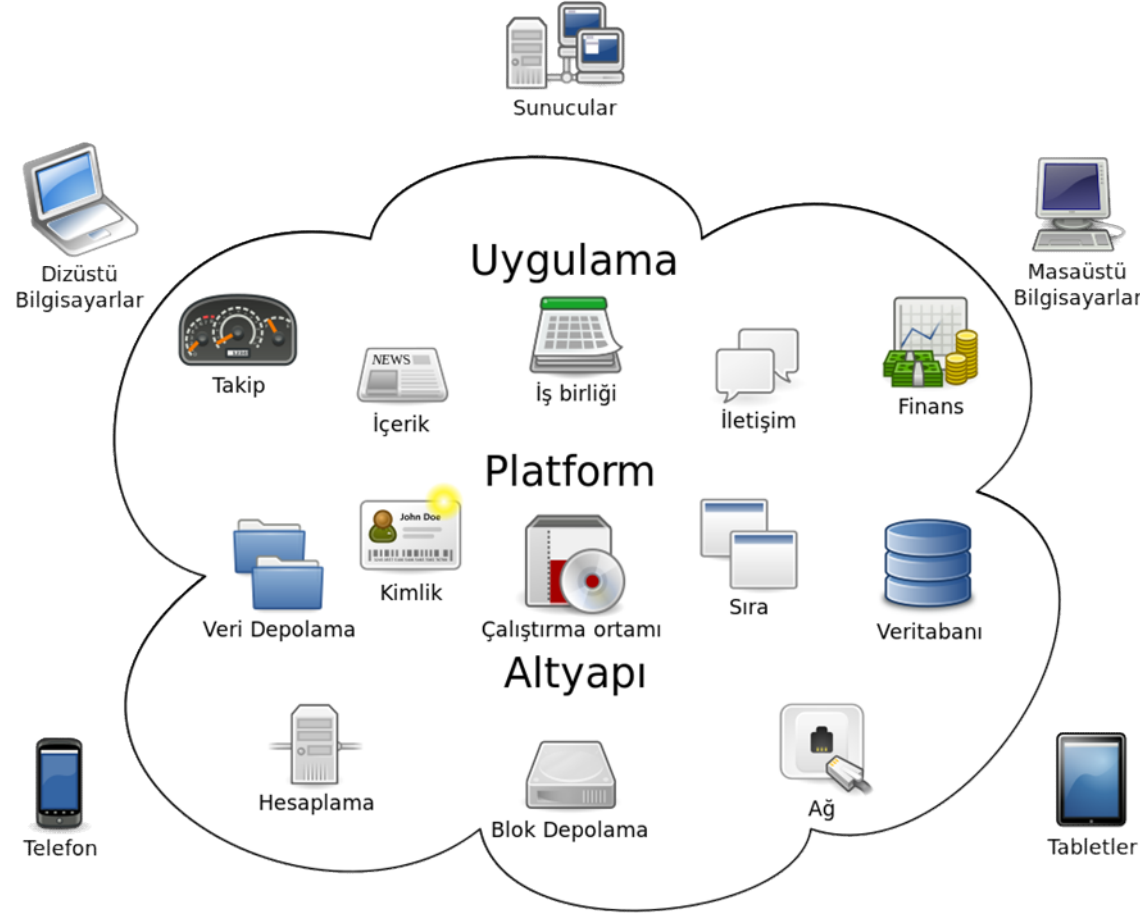 Sunucular
Dizüstü
Bilgisayarlar
Masaüstü
Bilgisayarlar
Uygulama
Takip
NEWS
İçerik
İş birliği
İletişim
Finans
Platform
John Doe
Veri Depolama
Kimlik
Çalıştırma ortamı
Sıra
Veritabanı
Altyapı
Hesaplama
Blok Depolama
Ağ
Telefon
Tabletler